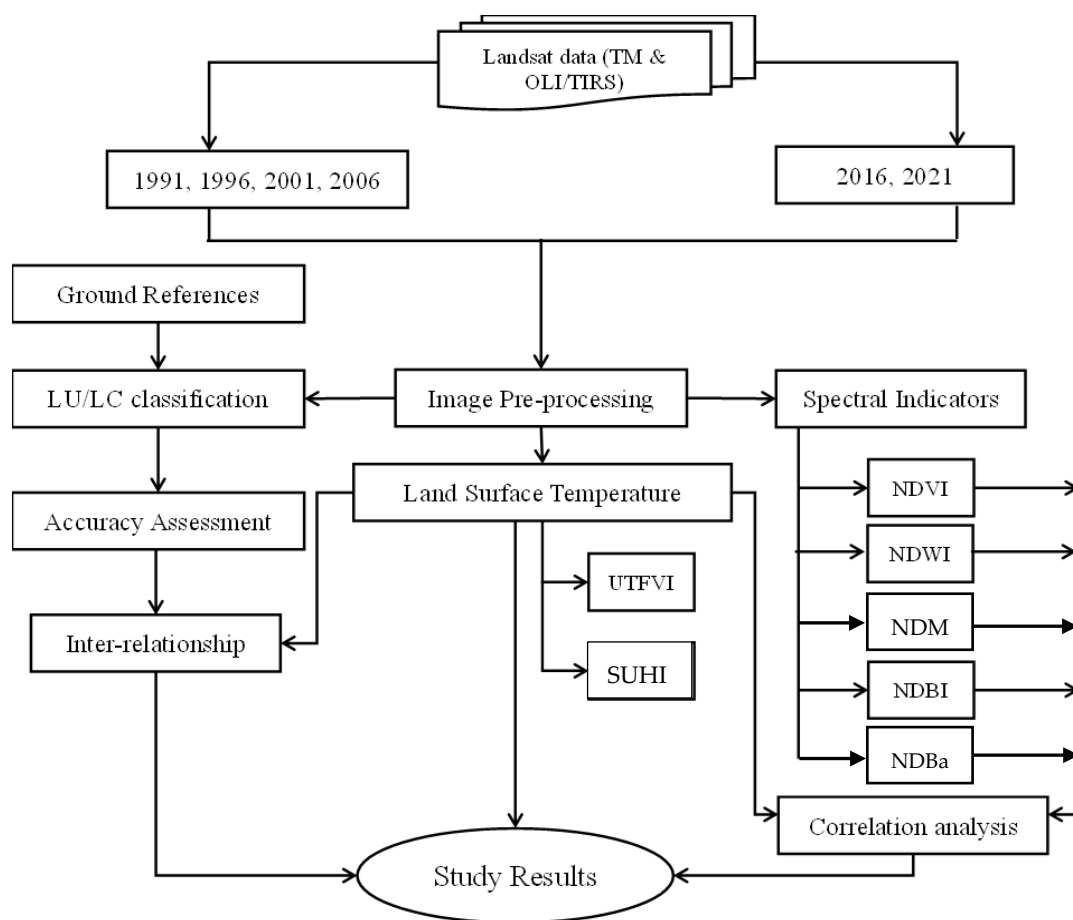 Landsat data (TM &
OLI/TIRS)
1991, 1996, 2001, 2006
2016, 2021
Ground References
LU/LC classification
Image Pre-processing
Spectral Indicators
Land Surface Temperature
NDVI
Accuracy Assessment
NDWI
UTFVI
NDM
Inter-relationship
SUHI
NDBI
NDBa
Correlation analysis
Study Results